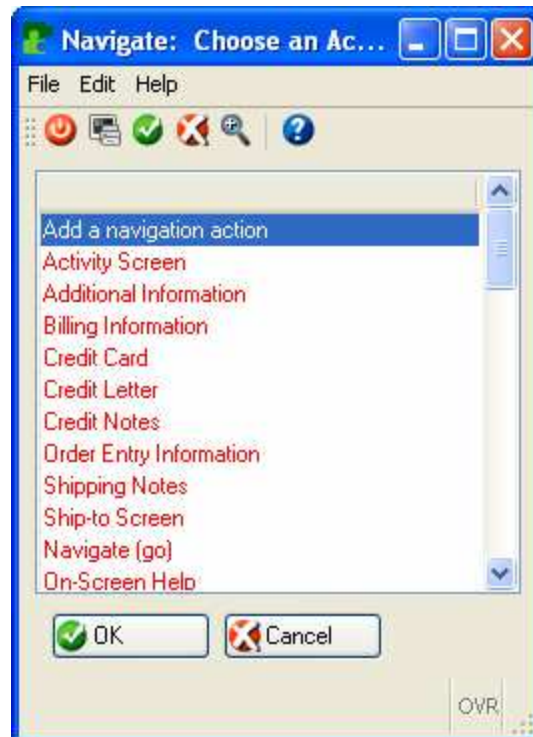 Navigate: Choose an Ac...
File Edit Help
Add a navigation action
Activity Screen
Additional Information
Billing Information
Credit Card
Credit Letter
Credit Notes
Order Entry Information
Shipping Notes
Ship-to Screen
Navigate (go)
On-Screen Help
OK Cancel
OVR